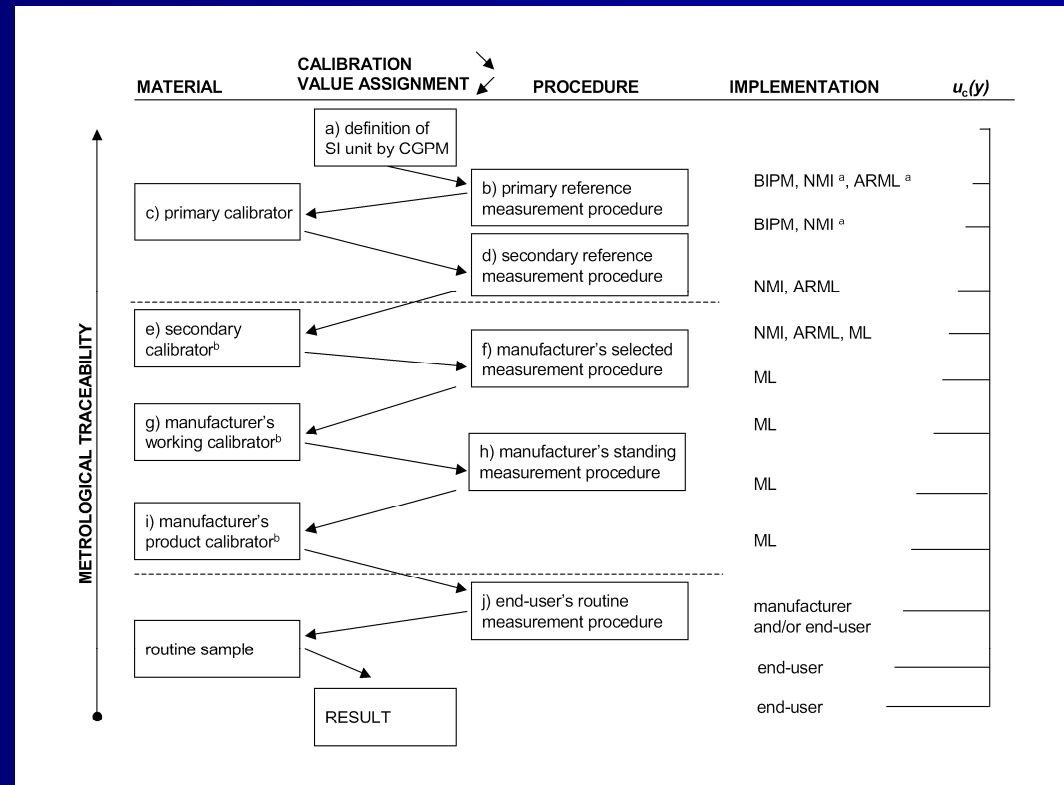 CALIBRATION
MATERIAL VALUE ASSIGNMENT PROCEDURE IMPLEMENTATION uc(y)
a) definition of
SI unit by CGPM
b) primary reference
measurement procedure
BIPM, NMI a, ARML a
c) primary calibrator
BIPM, NMI a
d) secondary reference
measurement procedure
NMI, ARML
e) secondary
calibratorb
NMI, ARML, ML
f) manufacturer's selected
measurement procedure
ML
g) manufacturer's
working calibratorb
ML
h) manufacturer's standing
measurement procedure
ML
i) manufacturer's
product calibratorb
ML
j) end-user's routine
measurement procedure
manufacturer
and/or end-user
routine sample
end-user
RESULT
end-user
METROLOGICAL TRACEABILITY